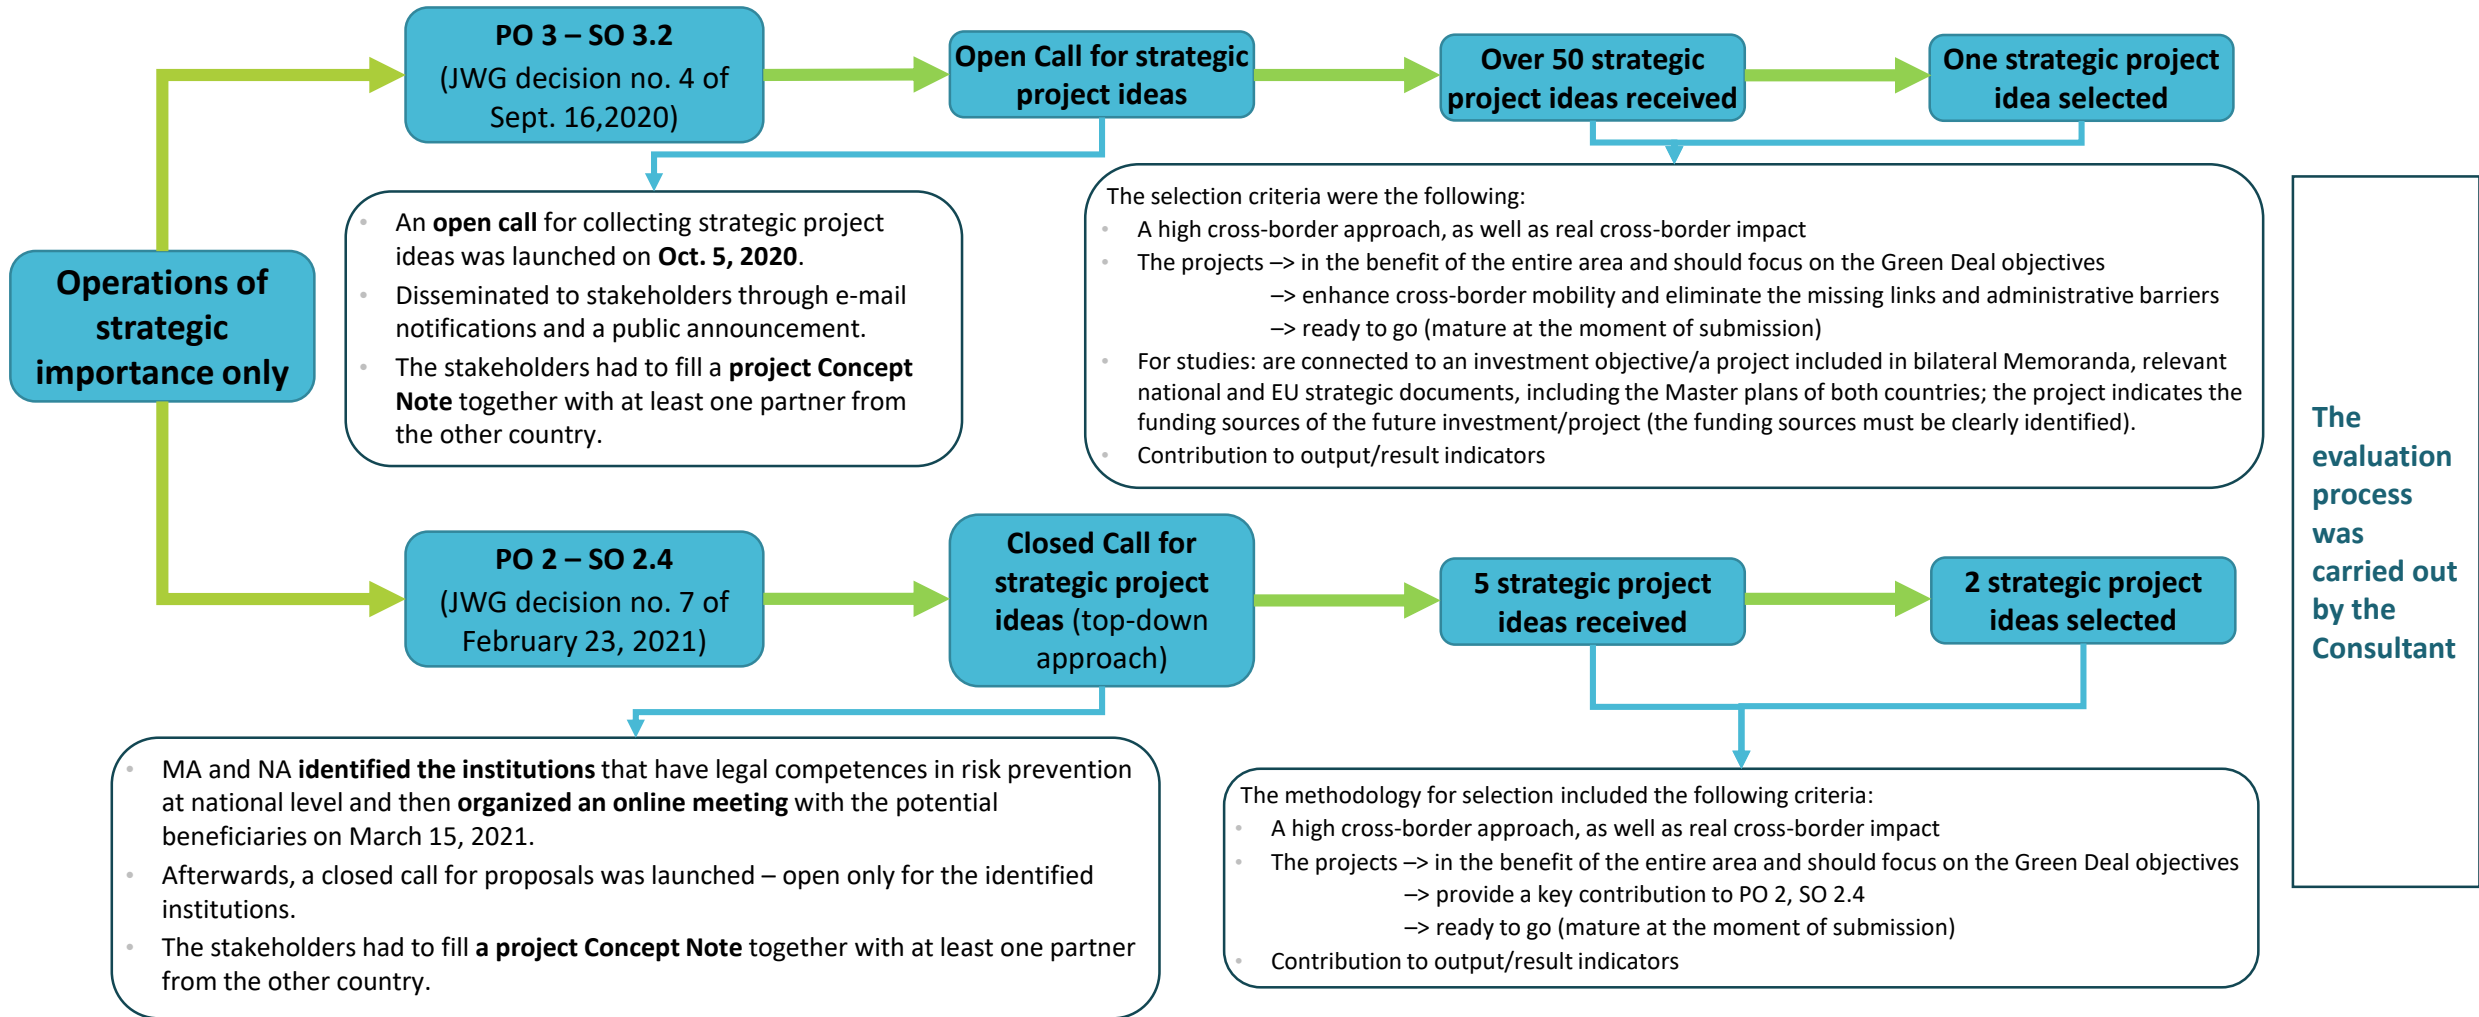 Operations of
strategic
importance only
PO 3 – SO 3.2
(JWG decision no. 4 of
Sept. 16,2020)
Open Call for strategic
project ideas
Over 50 strategic
project ideas received
One strategic project
idea selected
• An open call for collecting strategic project
ideas was launched on Oct. 5, 2020.
• Disseminated to stakeholders through e-mail
notifications and a public announcement.
• The stakeholders had to fill a project Concept
Note together with at least one partner from
the other country.
The selection criteria were the following:
• A high cross-border approach, as well as real cross-border impact
• The projects –> in the benefit of the entire area and should focus on the Green Deal objectives
–> enhance cross-border mobility and eliminate the missing links and administrative barriers
–> ready to go (mature at the moment of submission)
• For studies: are connected to an investment objective/a project included in bilateral Memoranda, relevant
national and EU strategic documents, including the Master plans of both countries; the project indicates the
funding sources of the future investment/project (the funding sources must be clearly identified).
• Contribution to output/result indicators
PO 2 – SO 2.4
(JWG decision no. 7 of
February 23, 2021)
Closed Call for
strategic project
ideas (top-down
approach)
5 strategic project
ideas received
2 strategic project
ideas selected
• MA and NA identified the institutions that have legal competences in risk prevention
at national level and then organized an online meeting with the potential
beneficiaries on March 15, 2021.
• Afterwards, a closed call for proposals was launched – open only for the identified
institutions.
• The stakeholders had to fill a project Concept Note together with at least one partner
from the other country.
The methodology for selection included the following criteria:
• A high cross-border approach, as well as real cross-border impact
• The projects –> in the benefit of the entire area and should focus on the Green Deal objectives
–> provide a key contribution to PO 2, SO 2.4
–> ready to go (mature at the moment of submission)
• Contribution to output/result indicators
The
evaluation
process
was
carried out
by the
Consultant